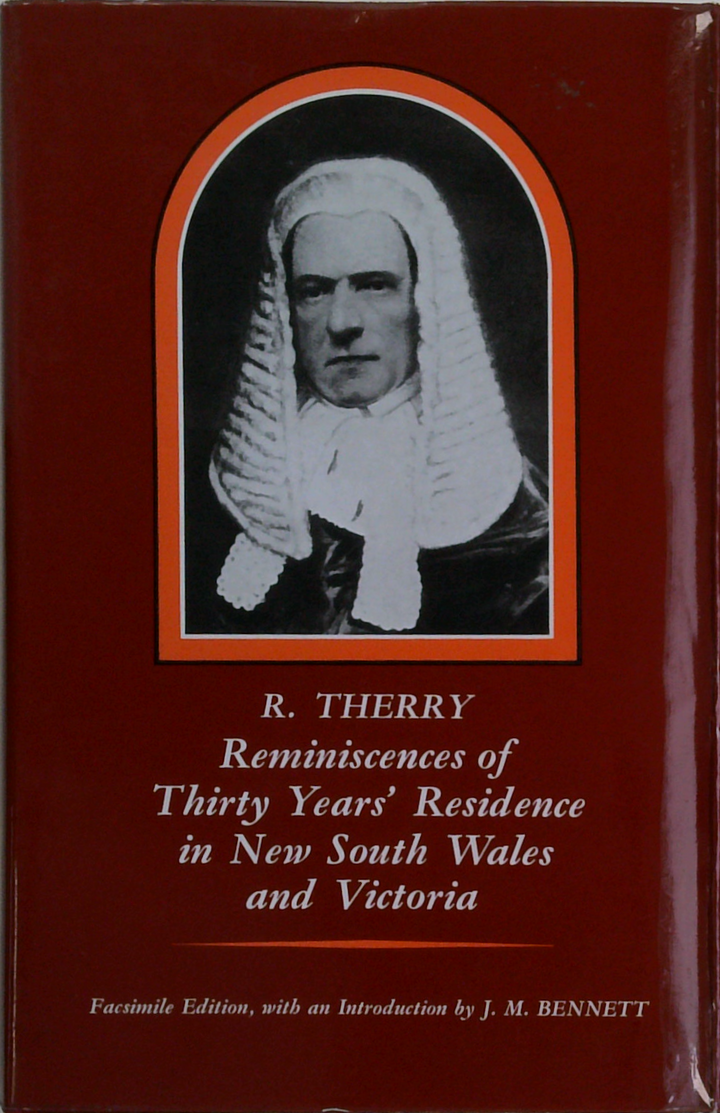 R. THERRY
Reminiscences of
Thirty Years' Residence
in New South Wales
and Victoria
Facsimile Edition, with an Introduction by J. M. BENNETT